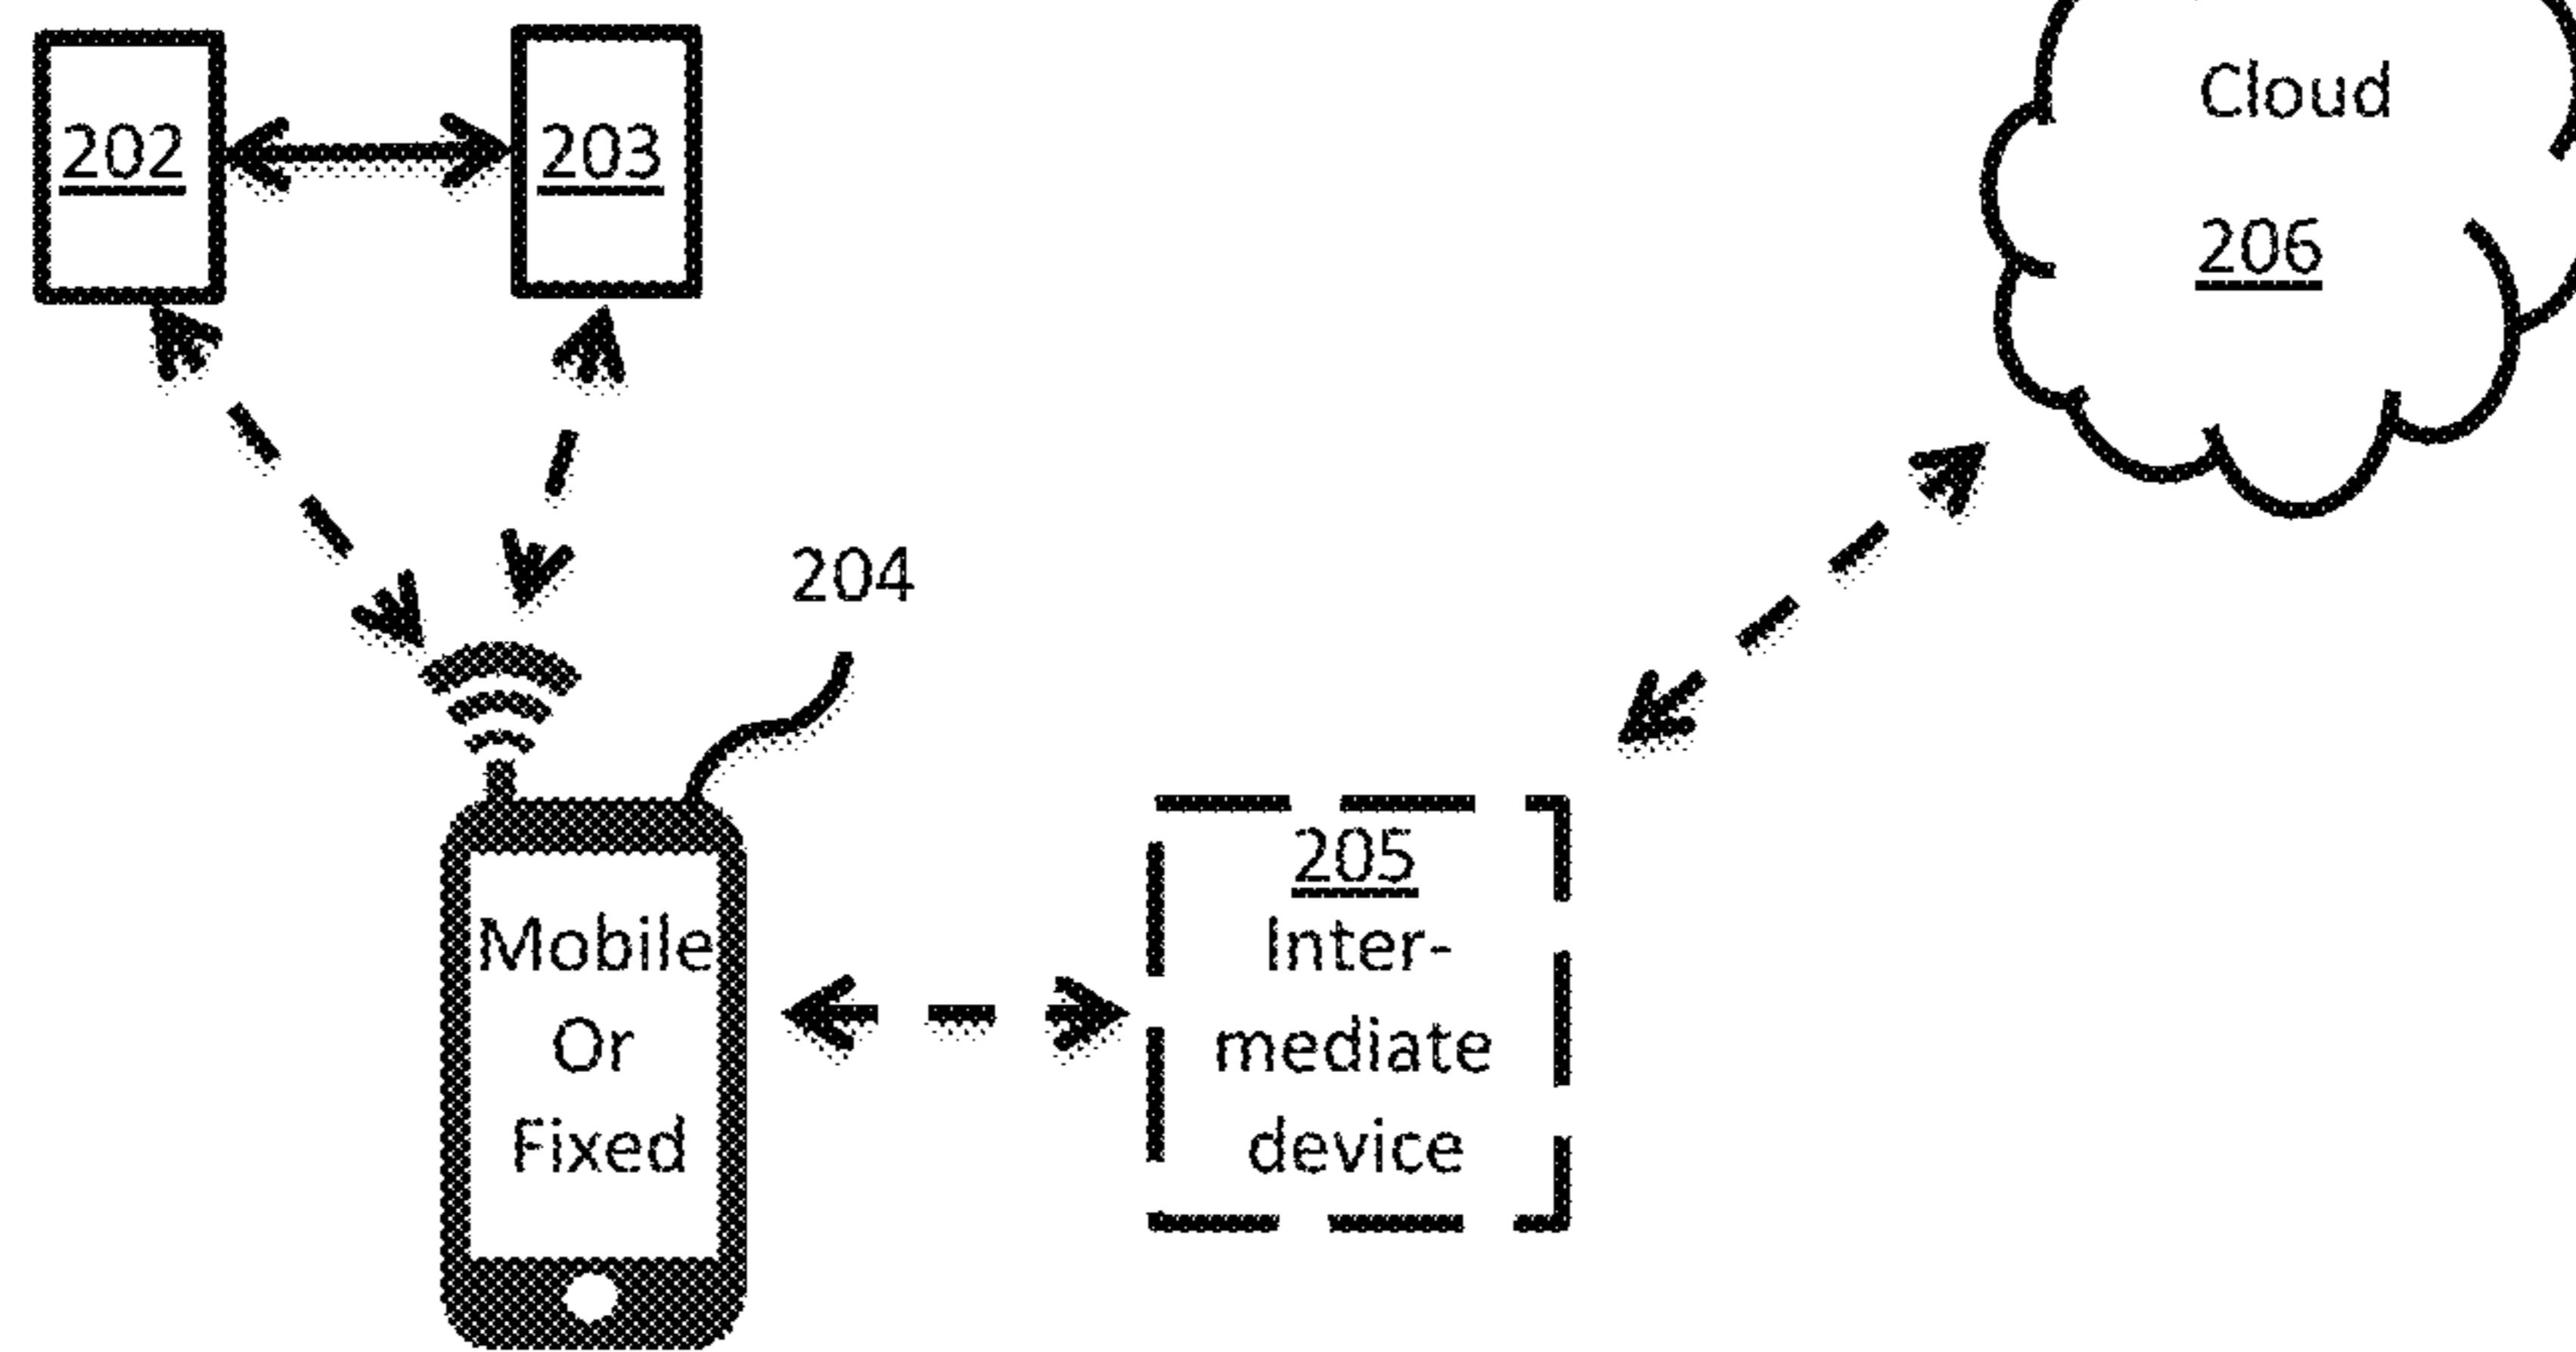 202
203
Cloud
206
204
Mobile
Or
Fixed
205
Inter-
mediate
device